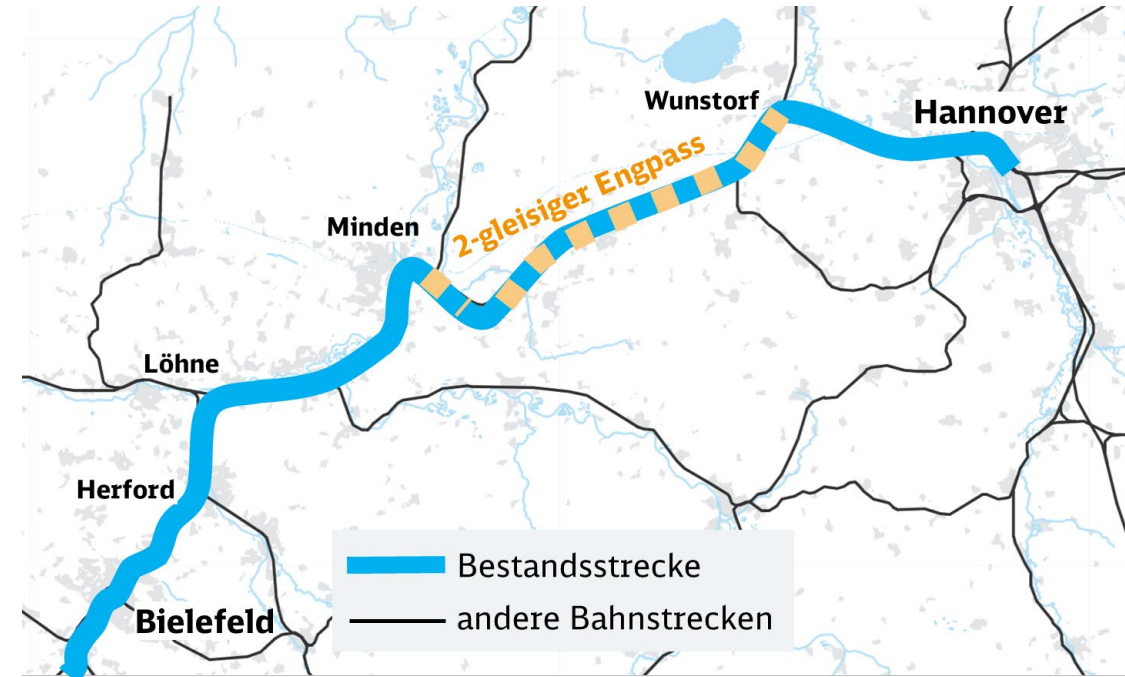 Wunstorf
Hannover
2-gleisiger Engpass
Minden
Löhne
Herford
Bielefeld
Bestandsstrecke
andere Bahnstrecken